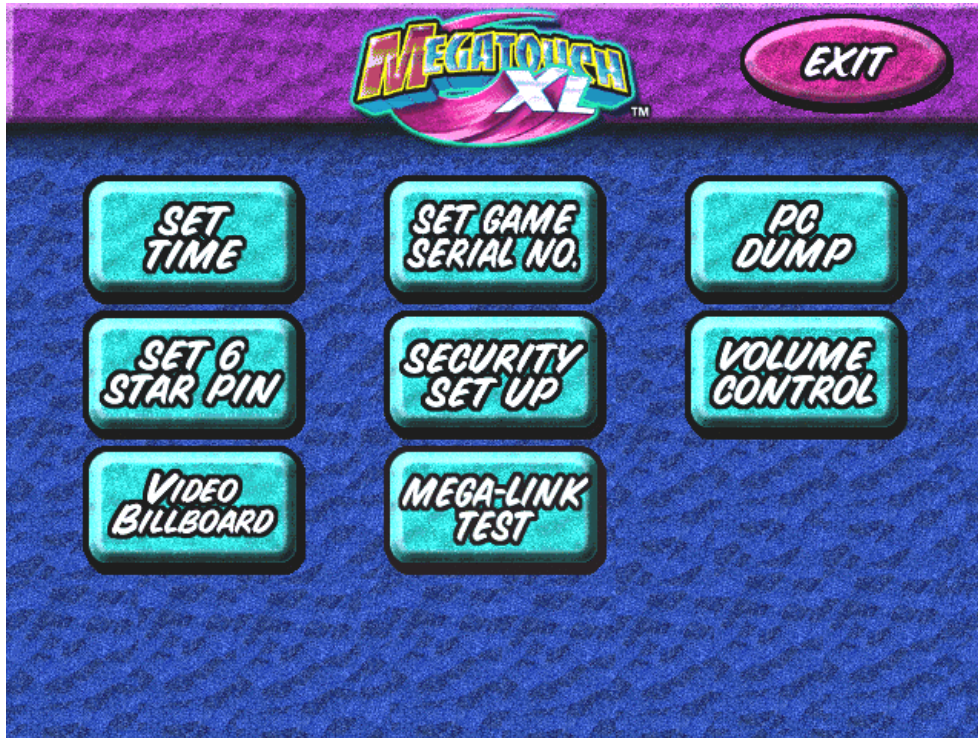 MEGATOUCH
XL
™
EXIT
SET
TIME
SET GAME
SERIAL NO.
PC
DUMP
SET 6
STAR PIN
SECURITY
SET UP
VOLUME
CONTROL
VIDEO
BILLBOARD
MEGA-LINK
TEST